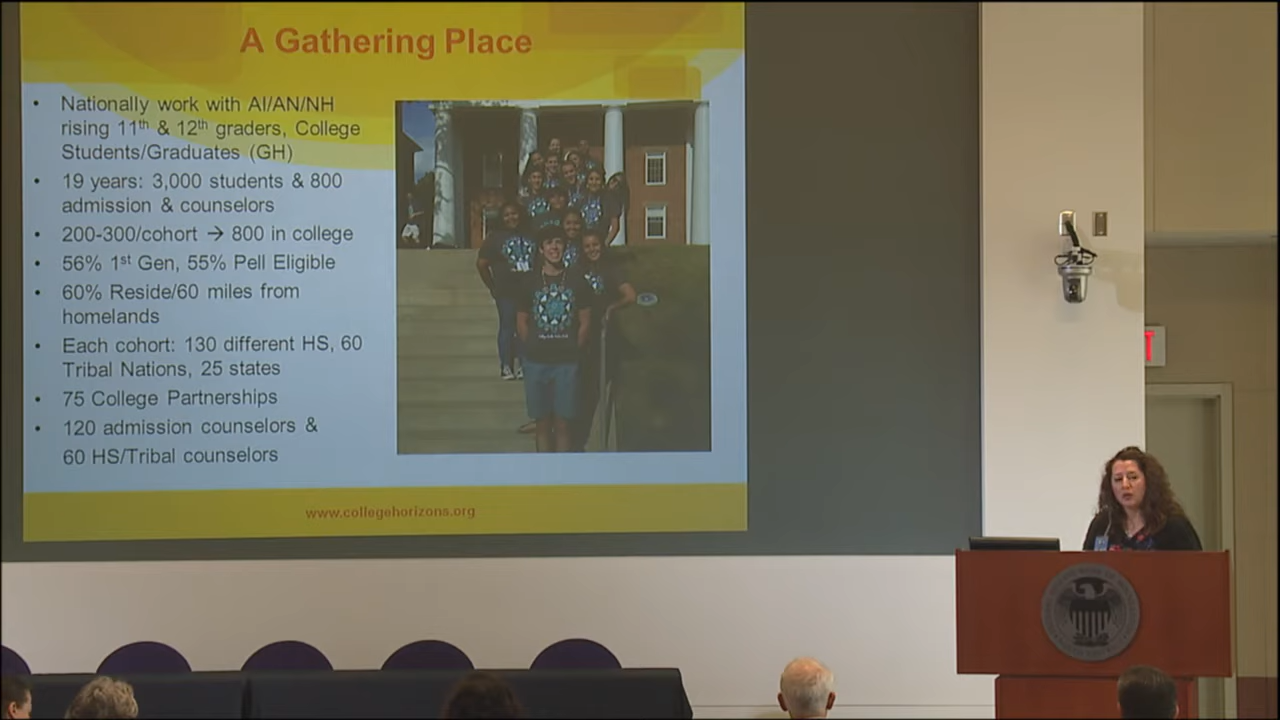 A Gathering Place
• Nationally work with AI/AN/NH
rising 11th & 12th graders, College
Students/Graduates (GH)
• 19 years: 3,000 students & 800
admission & counselors
• 200-300/cohort → 800 in college
• 56% 1st Gen, 55% Pell Eligible
• 60% Reside/60 miles from
homelands
• Each cohort: 130 different HS, 60
Tribal Nations, 25 states
• 75 College Partnerships
• 120 admission counselors &
60 HS/Tribal counselors
www.collegehorizons.org